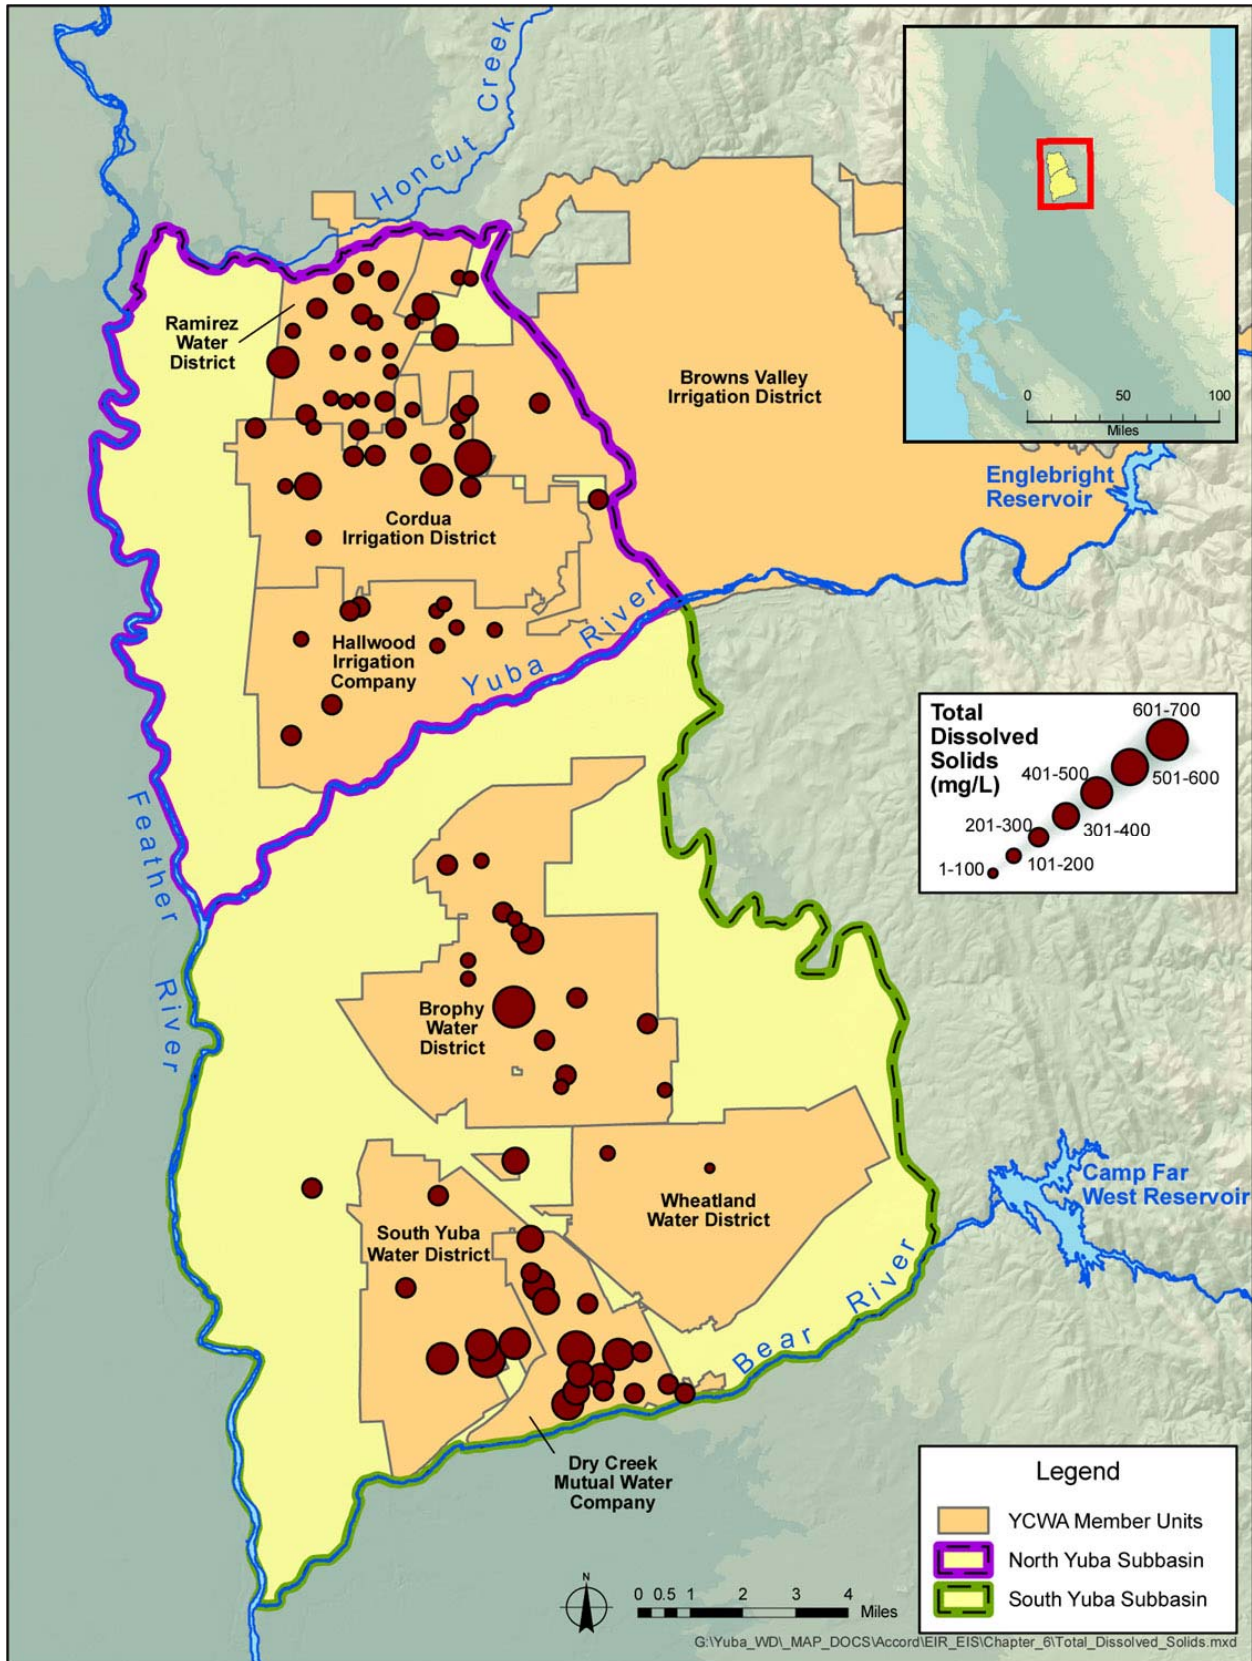 Honcut Creek
0 50 100
Miles
Ramirez
Water
District
Browns Valley
Irrigation District
Englebright
Reservoir
Cordua
Irrigation District
Hallwood
Irrigation
Company
Yuba River
Total
Dissolved
Solids
(mg/L)
601-700
501-600
401-500
301-400
201-300
101-200
1-100
Feather River
Brophy
Water
District
Camp Far
West Reservoir
Wheatland
Water District
South Yuba
Water District
Bear River
Dry Creek
Mutual Water
Company
Legend
YCWA Member Units
North Yuba Subbasin
South Yuba Subbasin
N
0 0.5 1 2 3 4 Miles
G:\Yuba_WD\_MAP_DOCS\Accord\EIR_EIS\Chapter_6\Total_Dissolved_Solids.mxd